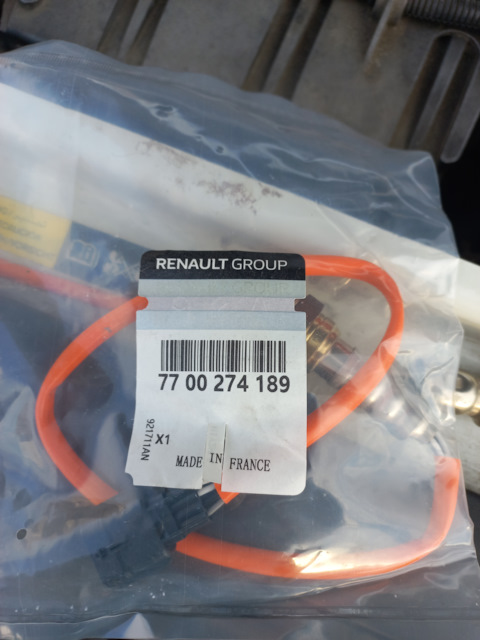 RENAULT GROUP
77 00 274 189
921711AN
X1
MADE IN FRANCE